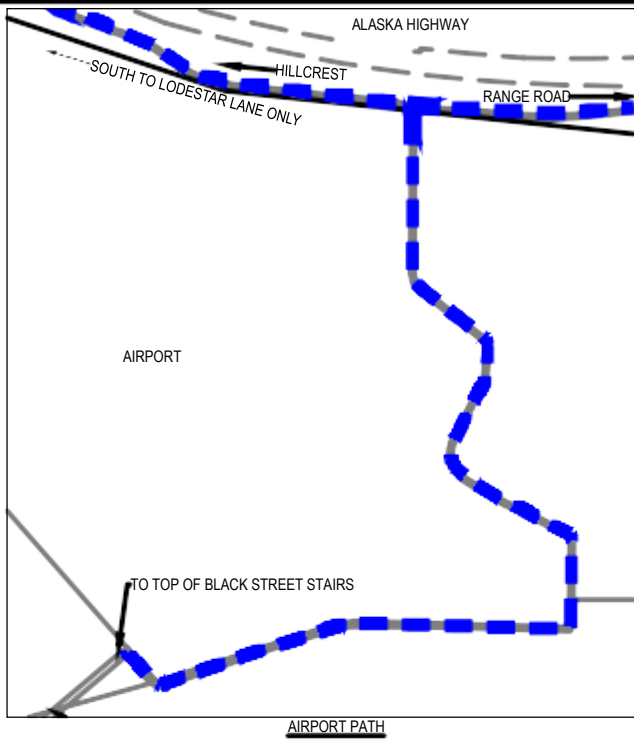 ALASKA HIGHWAY
HILLCREST
SOUTH TO LODESTAR LANE ONLY
RANGE ROAD
AIRPORT
TO TOP OF BLACK STREET STAIRS
AIRPORT PATH